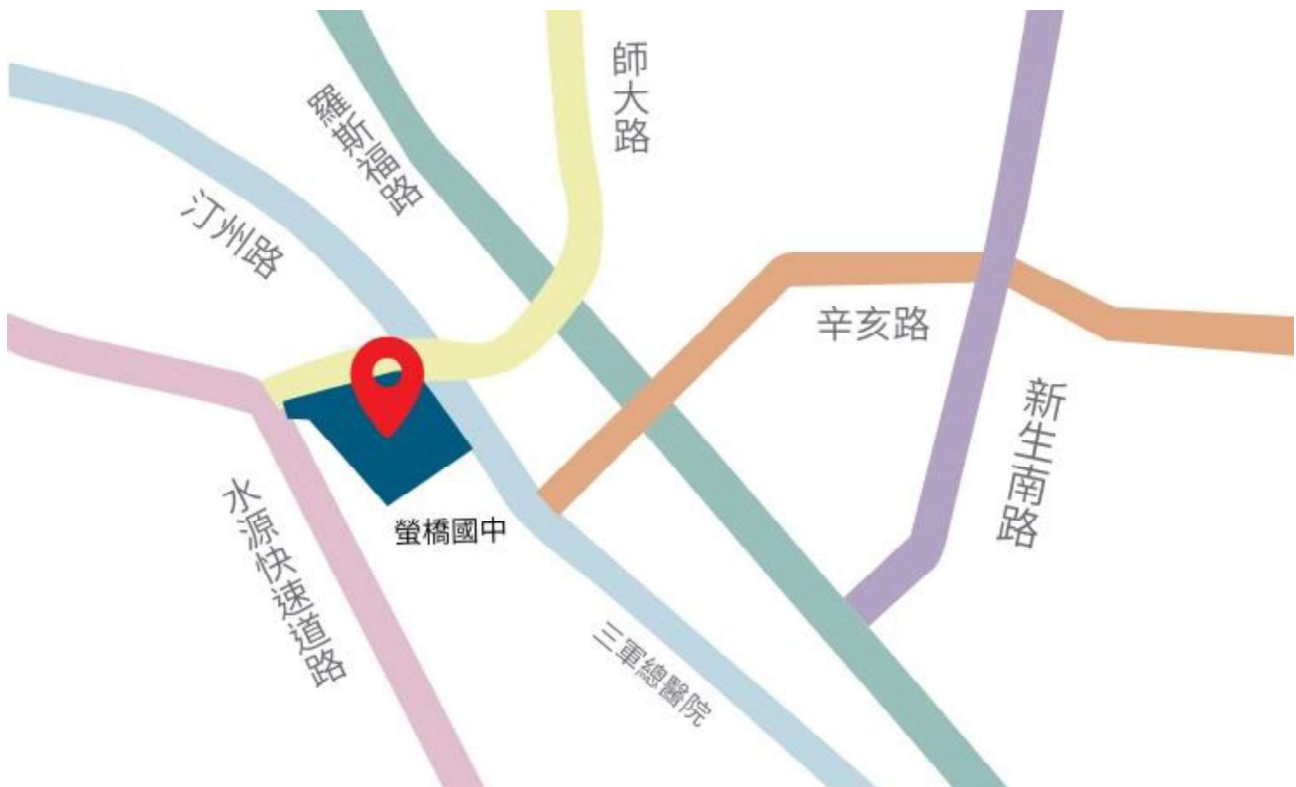 師大路
羅斯福路
汀州路
辛亥路
新生南路
水源快速道路
螢橋國中
三軍總醫院